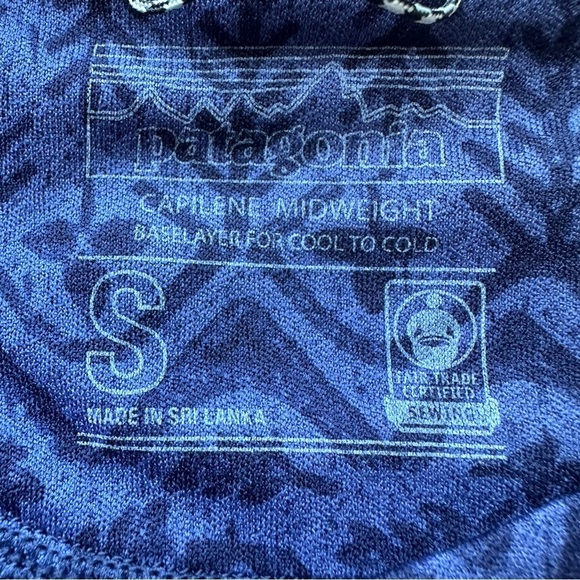 patagonia
CAPILENE MIDWEIGHT
BASELAYER FOR COOL TO COLD
S
FAIR TRADE
CERTIFIED
SEWING
MADE IN SRI LANKA